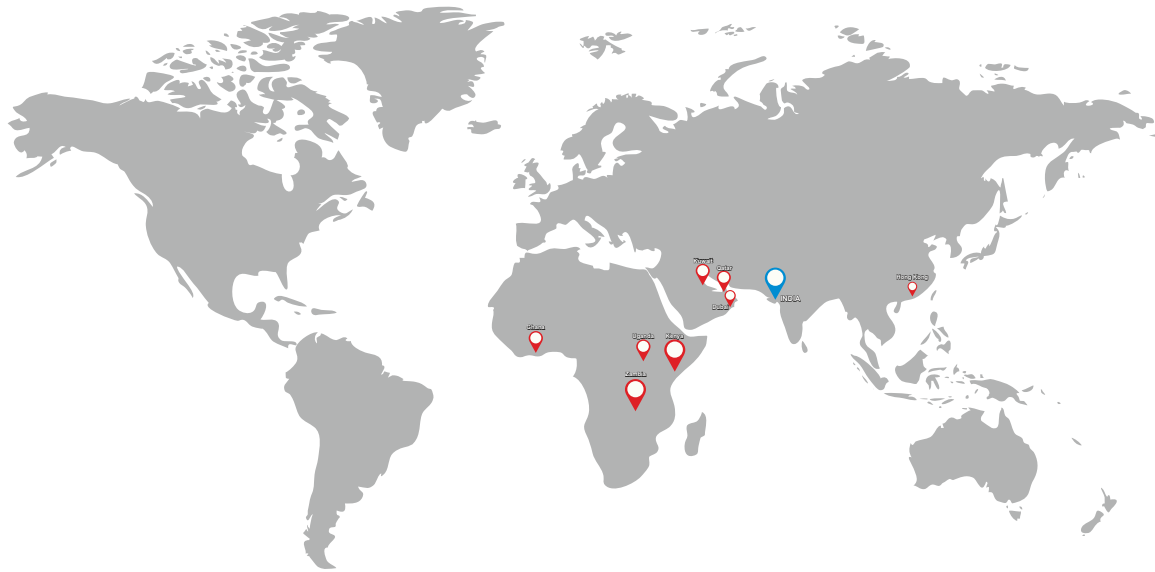 Kuwait
Qatar
Hong Kong
INDIA
Dubai
Ghana
Uganda
Kenya
Zambia